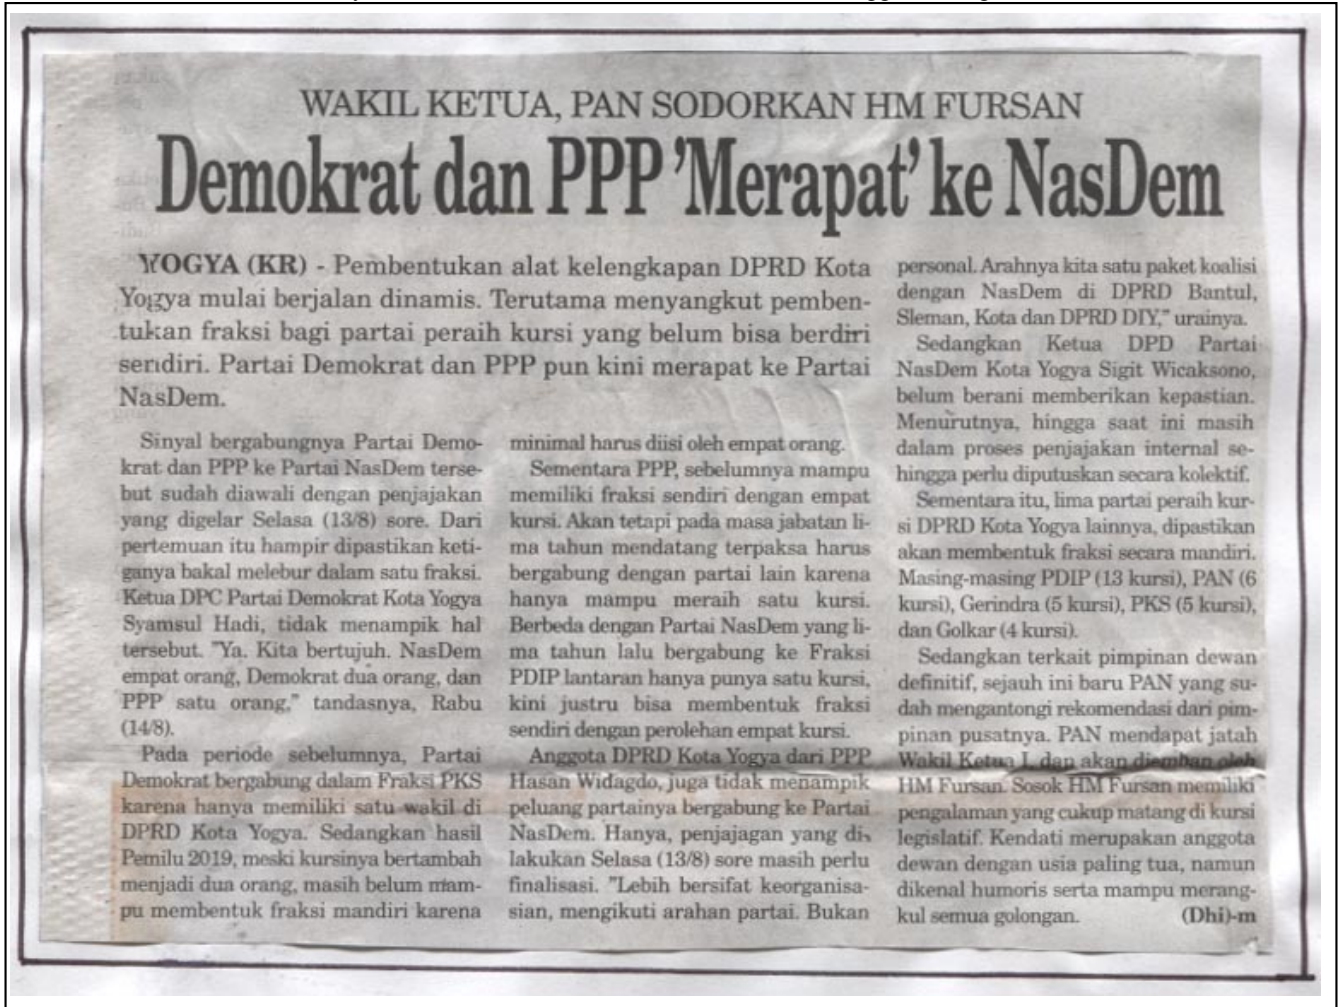 WAKIL KETUA, PAN SODORKAN HM FURSAN
Demokrat dan PPP 'Merapat' ke NasDem
YOGYA (KR) - Pembentukan alat kelengkapan DPRD Kota
Yogya mulai berjalan dinamis. Terutama menyangkut pemben-
tukan fraksi bagi partai peraih kursi yang belum bisa berdiri
sendiri. Partai Demokrat dan PPP pun kini merapat ke Partai
NasDem.
Sinyal bergabungnya Partai Demo-
krat dan PPP ke Partai NasDem terse-
but sudah diawali dengan penjajakan
yang digelar Selasa (13/8) sore. Dari
pertemuan itu hampir dipastikan keti-
ganya bakal melebur dalam satu fraksi.
Ketua DPC Partai Demokrat Kota Yogya
Syamsul Hadi, tidak menampik hal
tersebut. "Ya. Kita bertujuh. NasDem
empat orang, Demokrat dua orang, dan
PPP satu orang," tandasnya, Rabu
(14/8).
Pada periode sebelumnya, Partai
Demokrat bergabung dalam Fraksi PKS
karena hanya memiliki satu wakil di
DPRD Kota Yogya. Sedangkan hasil
Pemilu 2019, meski kursinya bertambah
menjadi dua orang, masih belum mam-
pu membentuk fraksi mandiri karena
minimal harus diisi oleh empat orang.
Sementara PPP, sebelumnya mampu
memiliki fraksi sendiri dengan empat
kursi. Akan tetapi pada masa jabatan li-
ma tahun mendatang terpaksa harus
bergabung dengan partai lain karena
hanya mampu meraih satu kursi.
Berbeda dengan Partai NasDem yang li-
ma tahun lalu bergabung ke Fraksi
PDIP lantaran hanya punya satu kursi,
kini justru bisa membentuk fraksi
sendiri dengan perolehan empat kursi.
Anggota DPRD Kota Yogya dari PPP
Hasan Widagdo, juga tidak menampik
peluang partainya bergabung ke Partai
NasDem. Hanya, penjajagan yang di-
lakukan Selasa (13/8) sore masih perlu
finalisasi. "Lebih bersifat keorganisa-
sian, mengikuti arahan partai. Bukan
personal. Arahnya kita satu paket koalisi
dengan NasDem di DPRD Bantul,
Sleman, Kota dan DPRD DIY," urainya.
Sedangkan Ketua DPD Partai
NasDem Kota Yogya Sigit Wicaksono,
belum berani memberikan kepastian.
Menurutnya, hingga saat ini masih
dalam proses penjajakan internal se-
hingga perlu diputuskan secara kolektif.
Sementara itu, lima partai peraih kur-
si DPRD Kota Yogya lainnya, dipastikan
akan membentuk fraksi secara mandiri.
Masing-masing PDIP (13 kursi), PAN (6
kursi), Gerindra (5 kursi), PKS (5 kursi),
dan Golkar (4 kursi).
Sedangkan terkait pimpinan dewan
definitif, sejauh ini baru PAN yang su-
dah mengantongi rekomendasi dari pim-
pinan pusatnya. PAN mendapat jatah
Wakil Ketua I, dan akan diemban oleh
HM Fursan. Sosok HM Fursan memiliki
pengalaman yang cukup matang di kursi
legislatif. Kendati merupakan anggota
dewan dengan usia paling tua, namun
dikenal humoris serta mampu merang-
kul semua golongan. (Dhi)-m